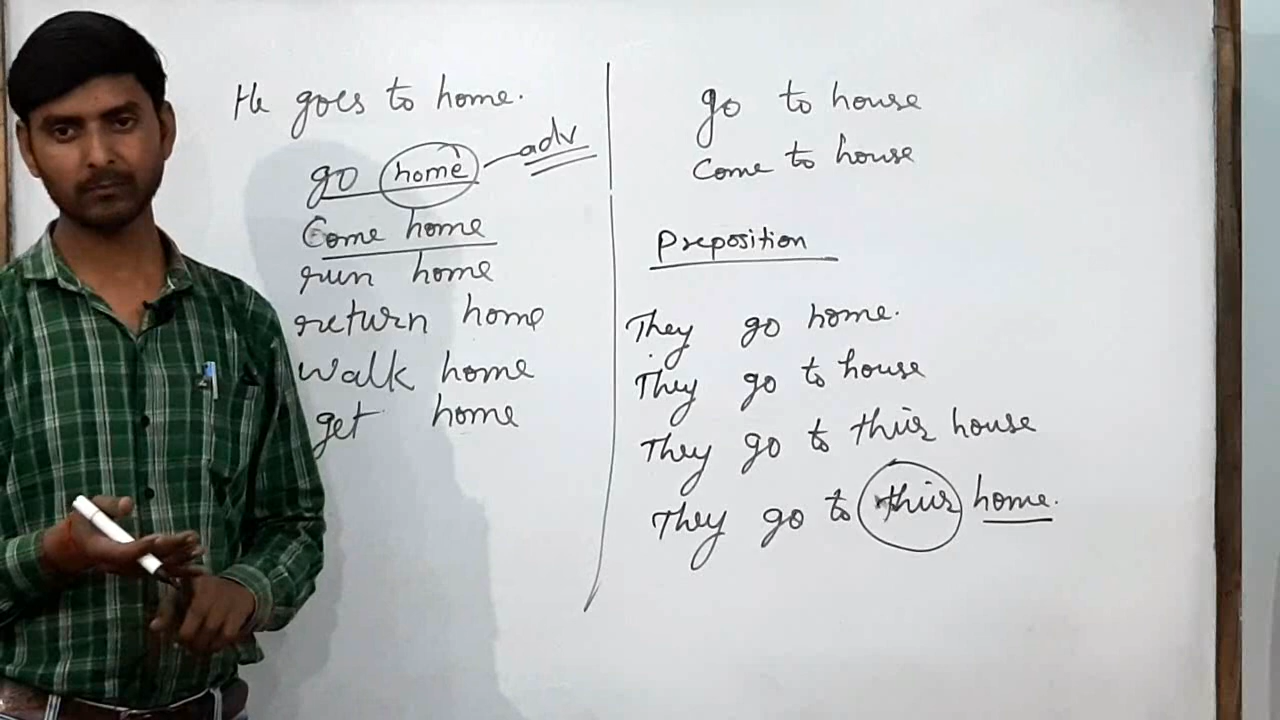 He goes to home.
go home — adv
Come home
run home
return home
walk home
get home
go to house
Come to house
Preposition
They go home.
They go to house
They go to this house
They go to this home.